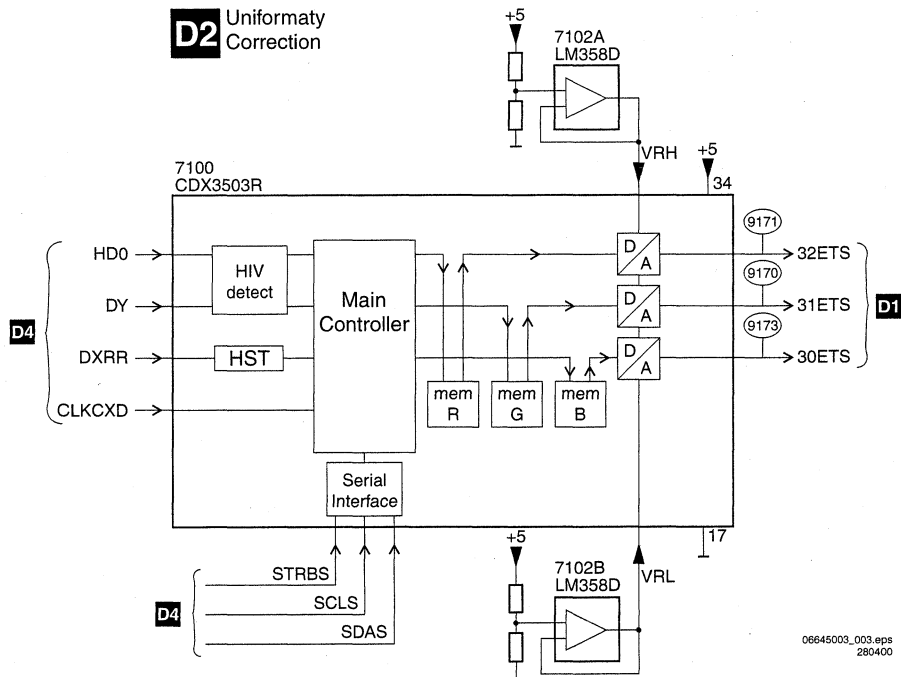 D2 Uniformaty
Correction
+5
7102A
LM358D
VRH
+5
34
7100
CDX3503R
9171
HD0
HIV
detect
Main
Controller
D
A
32ETS
9170
DY
D
A
31ETS
D4
D1
9173
DXRR
HST
D
A
30ETS
CLKCXD
mem
R
mem
G
mem
B
Serial
Interface
17
+5
STRBS
7102B
LM358D
VRL
D4
SCLS
SDAS
06645003_003.eps
280400